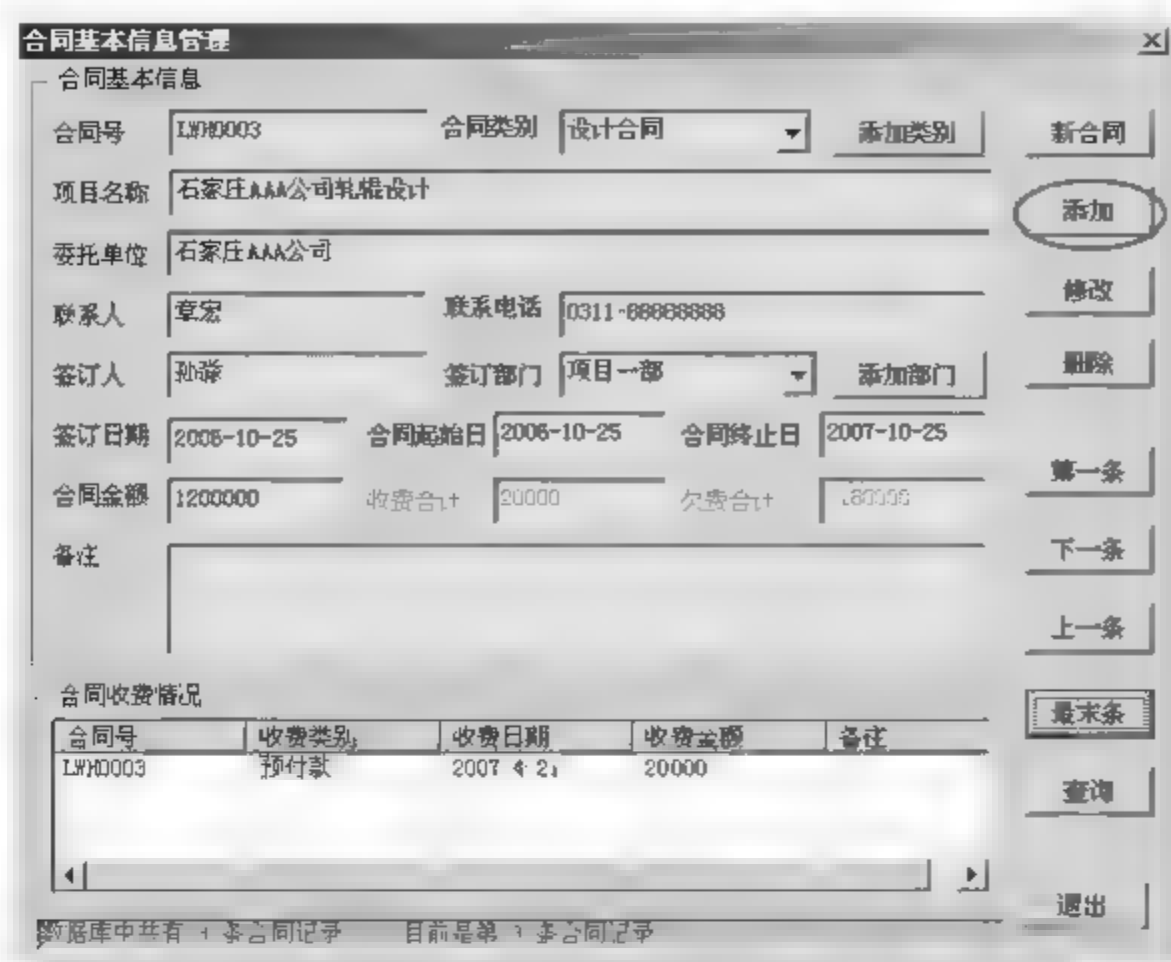 合同基本信息管理
合同基本信息
合同号 LWH0003 合同类别 设计合同 添加类别 新合同
项目名称 石家庄AAA公司轧辊设计 添加
委托单位 石家庄AAA公司
联系人 章宏 联系电话 0311-88888888 修改
签订人 签订部门 项目一部 添加部门 删除
签订日期 2006-10-25 合同起始日 2006-10-25 合同终止日 2007-10-25
合同金额 1200000 收费合计 20000 欠费合计 第一条
备注 下一条
上一条
合同收费情况
最末条
合同号 收费类别 收费日期 收费金额 备注
LWH0003 预付款 20000
查询
退出
数据库中共有 条合同记录 目前是第 条合同记录